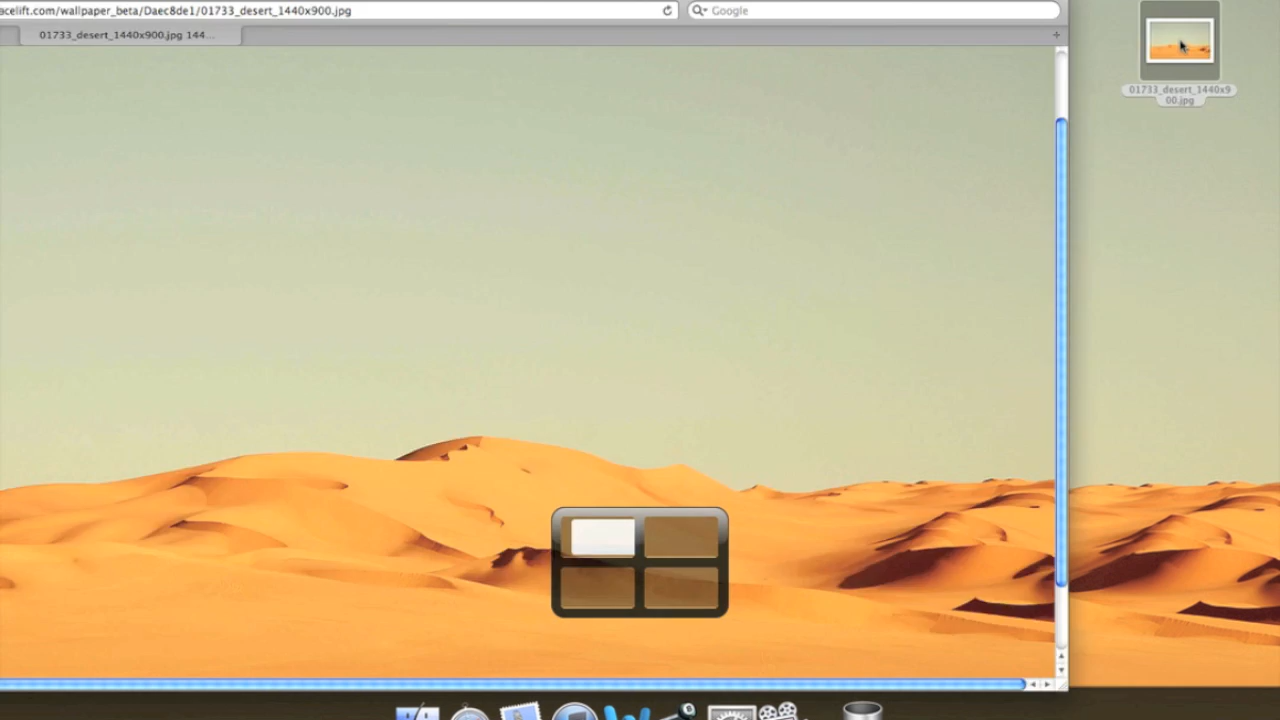 acelift.com/wallpaper_beta/Daec8de1/01733_desert_1440x900.jpg
Google
01733_desert_1440x900.jpg 144...
01733_desert_1440x9
00.jpg